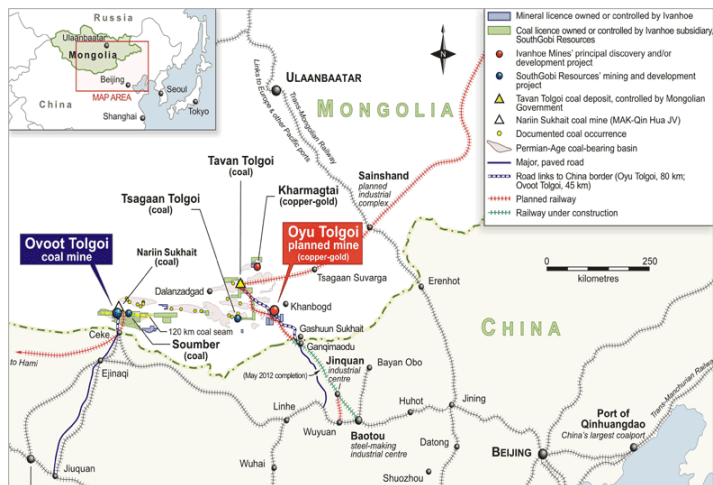 Russia
Ulaanbaatar
Mongolia
Beijing
MAP AREA
Seoul
China
Tokyo
Shanghai
Mineral licence owned or controlled by Ivanhoe
Coal licence owned or controlled by Ivanhoe subsidiary,
SouthGobi Resources
Ivanhoe Mines' principal discovery and/or
development project
SouthGobi Resources' mining and development
project
Tavan Tolgoi coal deposit, controlled by Mongolian
Government
Nariin Sukhait coal mine (MAK-Qin Hua JV)
Documented coal occurrence
Permian-Age coal-bearing basin
Major, paved road
Road links to China border (Oyu Tolgoi, 80 km;
Ovoot Tolgoi, 45 km)
Planned railway
Railway under construction
0
250
kilometres
N
ULAANBAATAR
MONGOLIA
Links to Europe & other Pacific ports
Trans-Mongolian Railway
Tavan Tolgoi
(coal)
Kharmagtai
(copper-gold)
Sainshand
planned
industrial
complex
Tsagaan Tolgoi
(coal)
Oyu Tolgoi
planned mine
(copper-gold)
Ovoot Tolgoi
coal mine
Nariin Sukhait
(coal)
Dalanzadgad
Tsagaan Suvarga
Erenhot
Khanbogd
120 km coal seam
Ceke
Soumber
(coal)
Gashuun Sukhait
Ganqimaodu
CHINA
to Hami
Ejinaqi
(May 2012 completion)
Jinquan
industrial
centre
Bayan Obo
Linhe
Wuyuan
Huhot
Jining
Baotou
steel-making
industrial centre
Datong
Port of
Qinhuangdao
China's largest coalport
Trans-Manchurian Railway
BEIJING
Wuhai
Shuozhou
Jiuquan